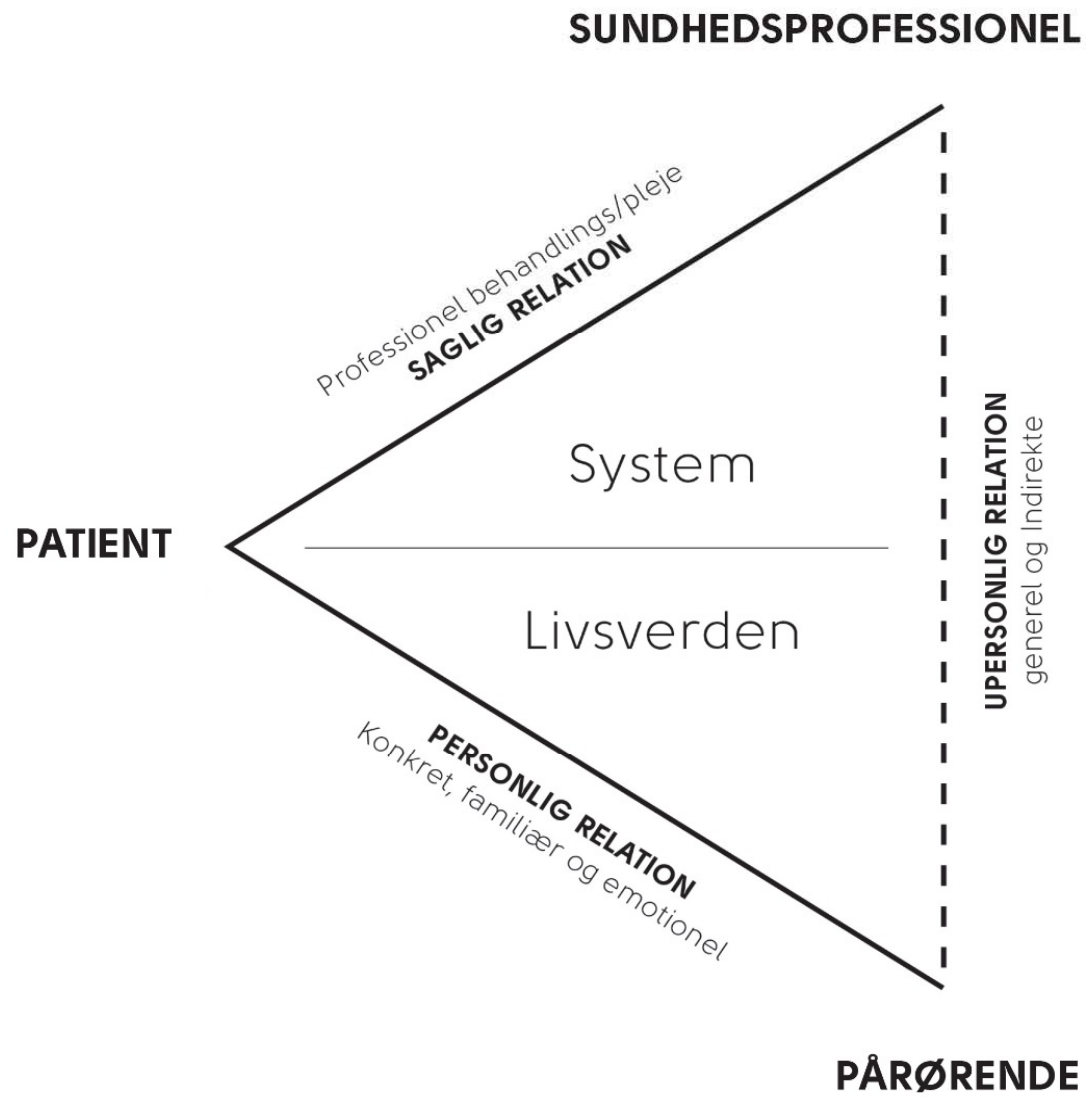 SUNDHEDSPROFESSIONEL
Professionel behandlings/pleje
SAGLIG RELATION
System
PATIENT
Livsverden
UPERSONLIG RELATION
generel og Indirekte
PERSONLIG RELATION
Konkret, familiær og emotionel
PÅRØRENDE